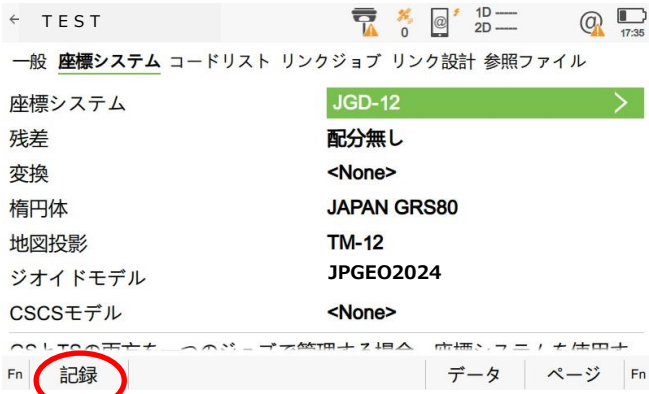 ← TEST 0 @ 1D ----- 2D ----- @ 17:35
一般 座標システム コードリスト リンクジョブ リンク設計 参照ファイル
座標システム JGD-12
残差 配分無し
変換 <None>
楕円体 JAPAN GRS80
地図投影 TM-12
ジオイドモデル JPGEO2024
CSCSモデル <None>
Fn 記録 データ ページ Fn